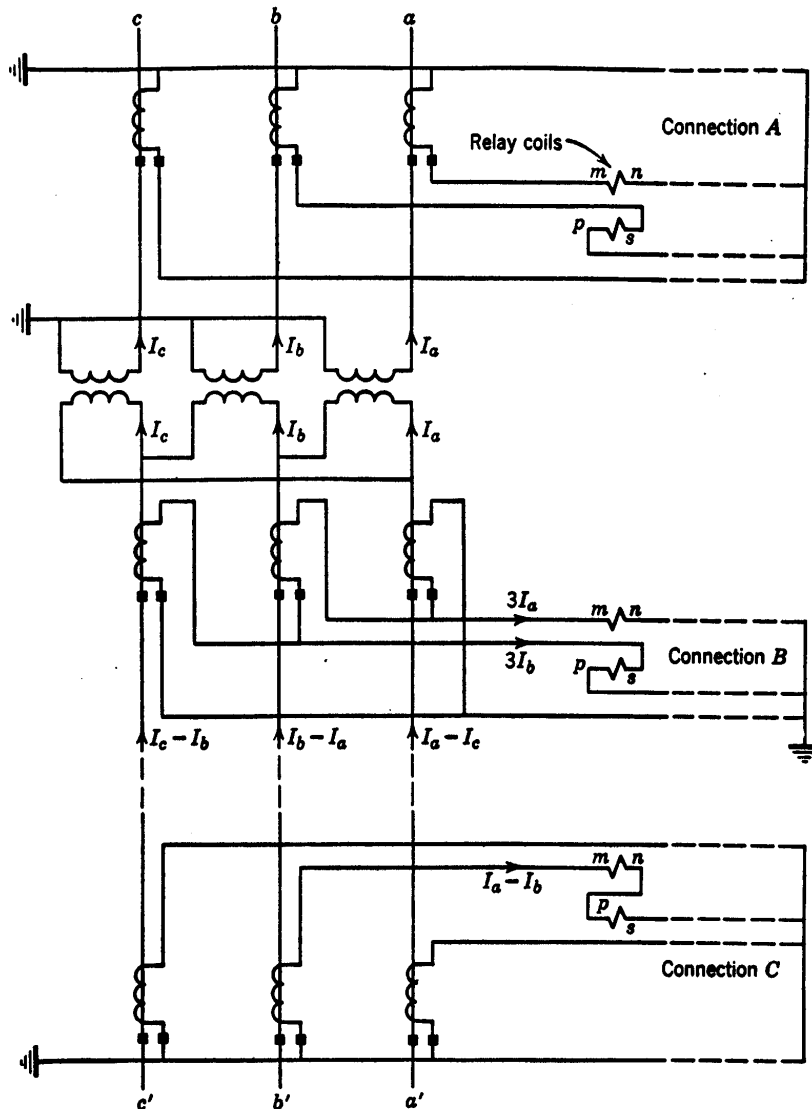 c b a
Connection A
Relay coils
m n
p s
I_c I_b I_a
I_c I_b I_a
3I_a m n
3I_b p s
Connection B
I_c – I_b I_b – I_a I_a – I_c
m n
I_a – I_b
p s
Connection C
c' b' a'